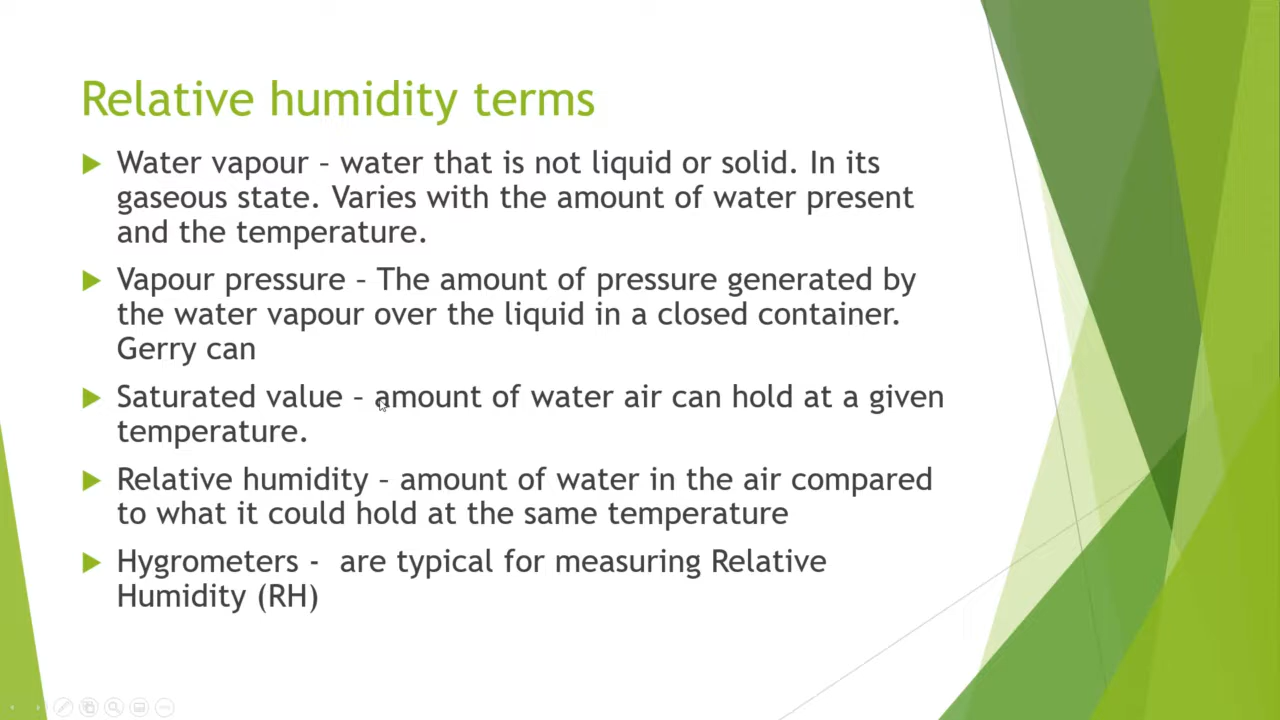 Relative humidity terms
Water vapour – water that is not liquid or solid. In its
gaseous state. Varies with the amount of water present
and the temperature.
Vapour pressure – The amount of pressure generated by
the water vapour over the liquid in a closed container.
Gerry can
Saturated value – amount of water air can hold at a given
temperature.
Relative humidity – amount of water in the air compared
to what it could hold at the same temperature
Hygrometers -  are typical for measuring Relative
Humidity (RH)